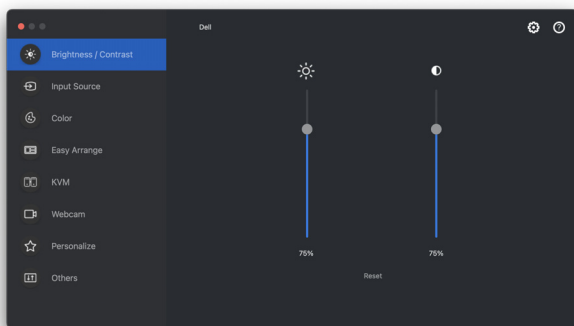 Dell
Brightness / Contrast
Input Source
Color
Easy Arrange
KVM
Webcam
Personalize
Others
75%
75%
Reset